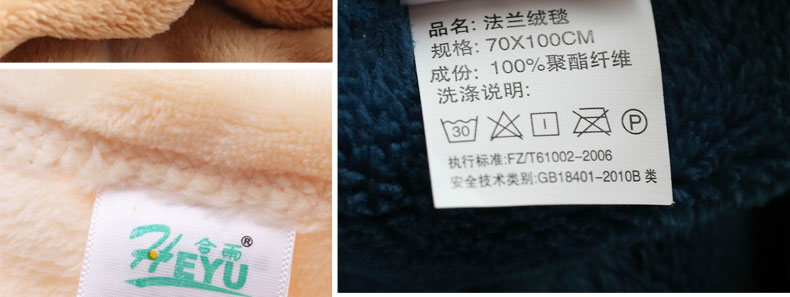 品名: 法兰绒毯
规格: 70X100CM
成份: 100%聚酯纤维
洗涤说明:
30 P
执行标准:FZ/T61002-2006
安全技术类别:GB18401-2010B 类
合雨®
HEYU